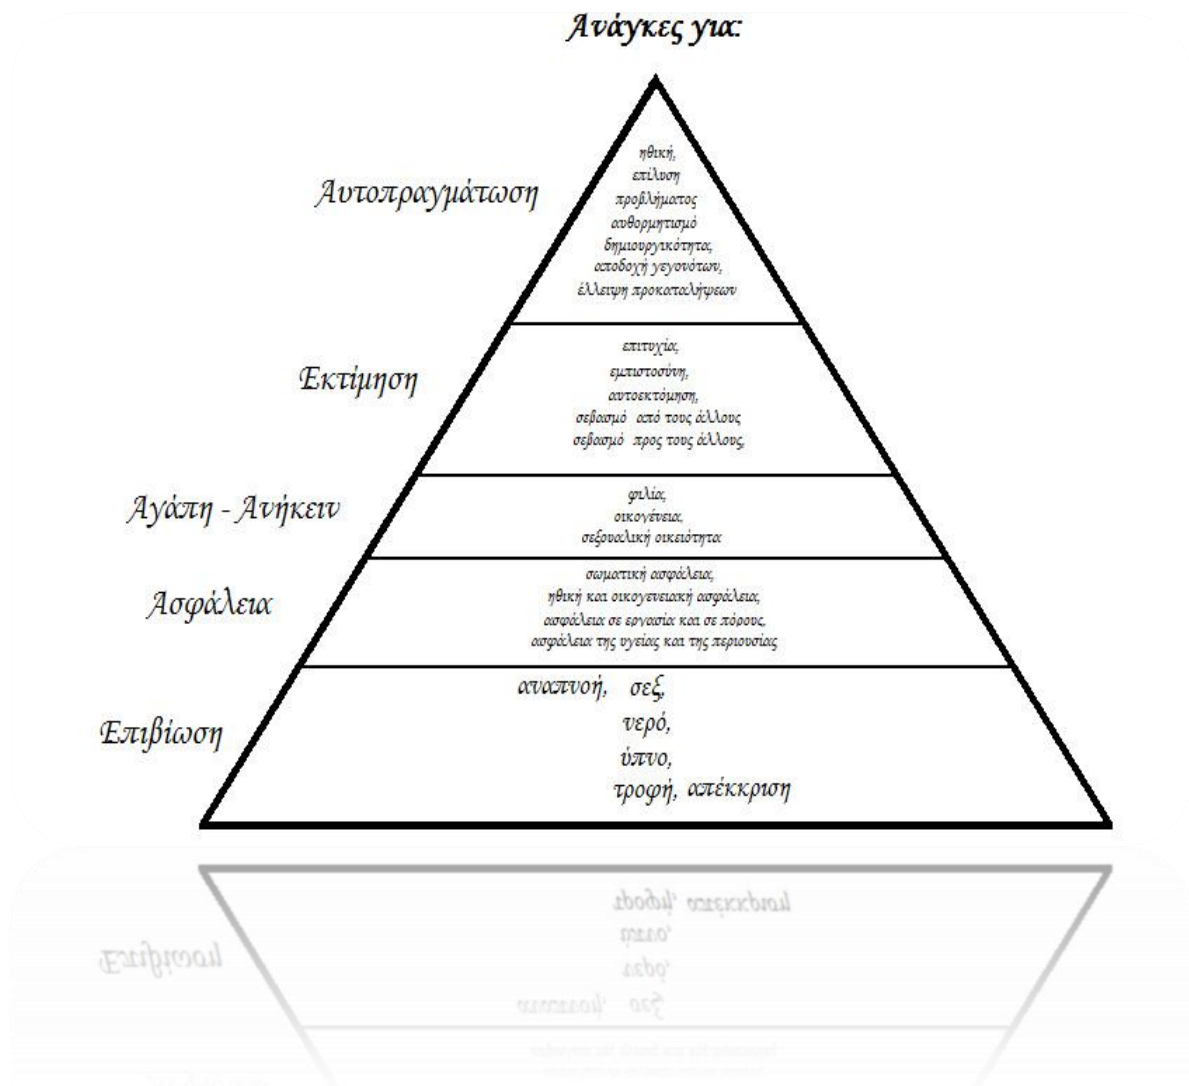 Ανάγκες για:
Αυτοπραγμάτωση
ηθική,
επίλυση
προβλήματος
αυθορμητισμό
δημιουργικότητα,
αποδοχή γεγονότων,
έλλειψη προκαταλήψεων
Εκτίμηση
επιτυχία,
εμπιστοσύνη,
αυτοεκτόμηση,
σεβασμό από τους άλλους
σεβασμό προς τους άλλους,
Αγάπη - Ανήκειν
φιλία,
οικογένεια,
σεξουαλική οικειότητα
Ασφάλεια
σωματική ασφάλεια,
ηθική και οικογενειακή ασφάλεια,
ασφάλεια σε εργασία και σε πόρους,
ασφάλεια της υγείας και της περιουσίας
Επιβίωση
αναπνοή, σεξ,
νερό,
ύπνο,
τροφή, απέκκριση